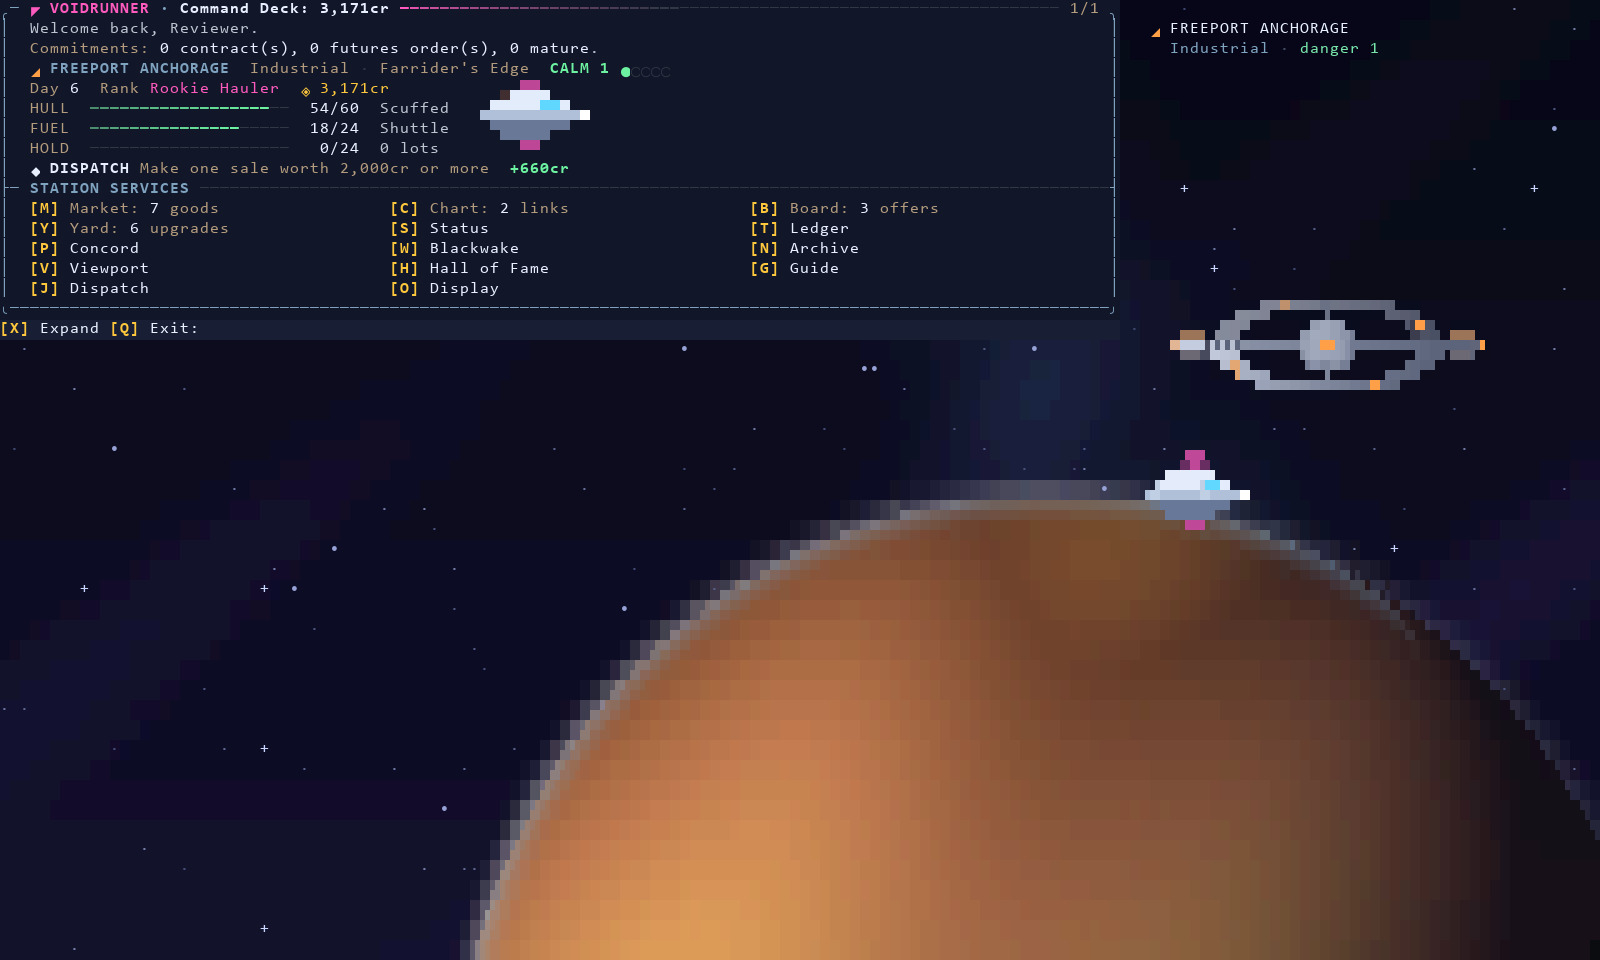 VOIDRUNNER · Command Deck: 3,171cr 1/1
Welcome back, Reviewer.
Commitments: 0 contract(s), 0 futures order(s), 0 mature.
FREEPORT ANCHORAGE Industrial · Farrider's Edge CALM 1
Day 6 Rank Rookie Hauler ◈ 3,171cr
HULL 54/60 Scuffed
FUEL 18/24 Shuttle
HOLD 0/24 0 lots
◆ DISPATCH Make one sale worth 2,000cr or more +660cr
STATION SERVICES
[M] Market: 7 goods [C] Chart: 2 links [B] Board: 3 offers
[Y] Yard: 6 upgrades [S] Status [T] Ledger
[P] Concord [W] Blackwake [N] Archive
[V] Viewport [H] Hall of Fame [G] Guide
[J] Dispatch [O] Display
[X] Expand [Q] Exit:
FREEPORT ANCHORAGE
Industrial · danger 1